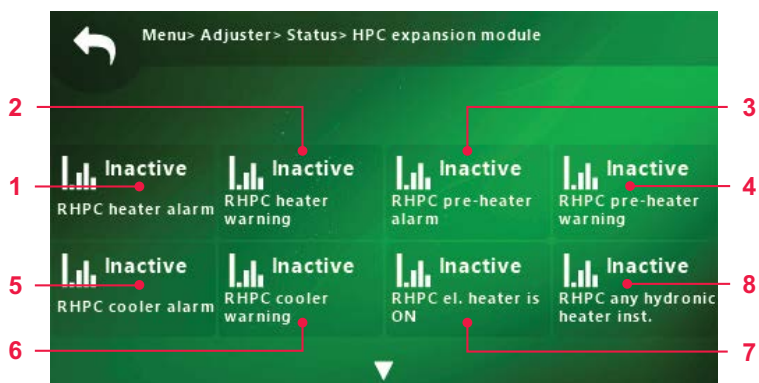 Menu> Adjuster> Status> HPC expansion module
2
3
Inactive
Inactive
Inactive
Inactive
1
4
RHPC heater alarm
RHPC heater
warning
RHPC pre-heater
alarm
RHPC pre-heater
warning
Inactive
Inactive
Inactive
Inactive
5
8
RHPC cooler alarm
RHPC cooler
warning
RHPC el. heater is
ON
RHPC any hydronic
heater inst.
6
7